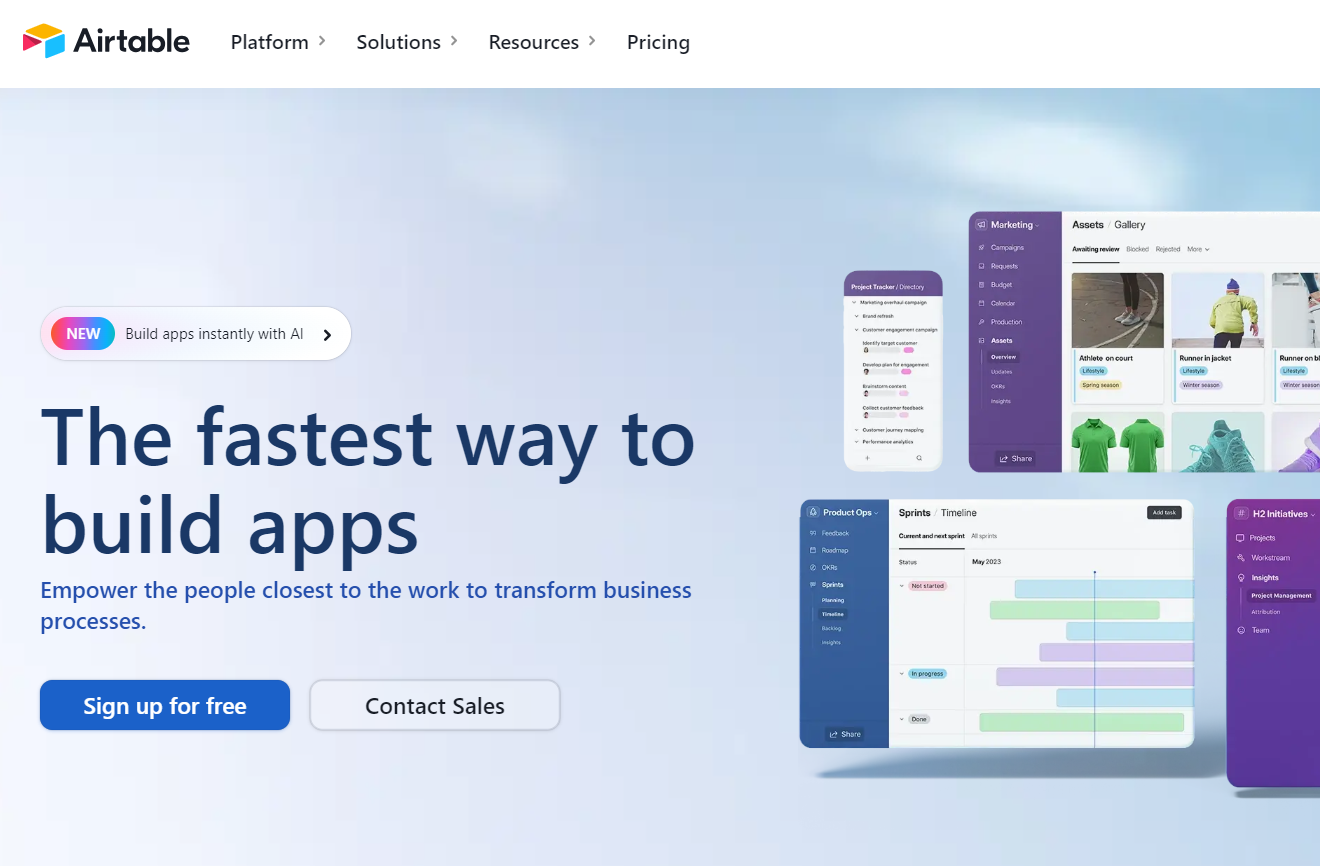 Airtable
Platform
Solutions
Resources
Pricing
NEW Build apps instantly with AI
The fastest way to
build apps
Empower the people closest to the work to transform business
processes.
Sign up for free
Contact Sales
Project Tracker / Directory
Marketing overhaul campaign
Brand refresh
Customer engagement campaign
Identify target customer
Develop plan for engagement
Brainstorm content
Collect customer feedback
Customer journey mapping
Performance analytics
Marketing
Campaigns
Requests
Budget
Calendar
Production
Assets
Overview
Updates
OKRs
Insights
Share
Assets / Gallery
Awaiting review Blocked Rejected More
Athlete on court
Lifestyle
Spring season
Runner in jacket
Lifestyle
Winter season
Runner on bl
Lifestyle
Winter season
Product Ops
Feedback
Roadmap
OKRs
Sprints
Planning
Timeline
Backlog
Insights
Share
Sprints / Timeline
Add task
Current and next sprint All sprints
Status
May 2023
Not started
In progress
Done
H2 Initiatives
Projects
Workstream
Insights
Project Management
Attribution
Team